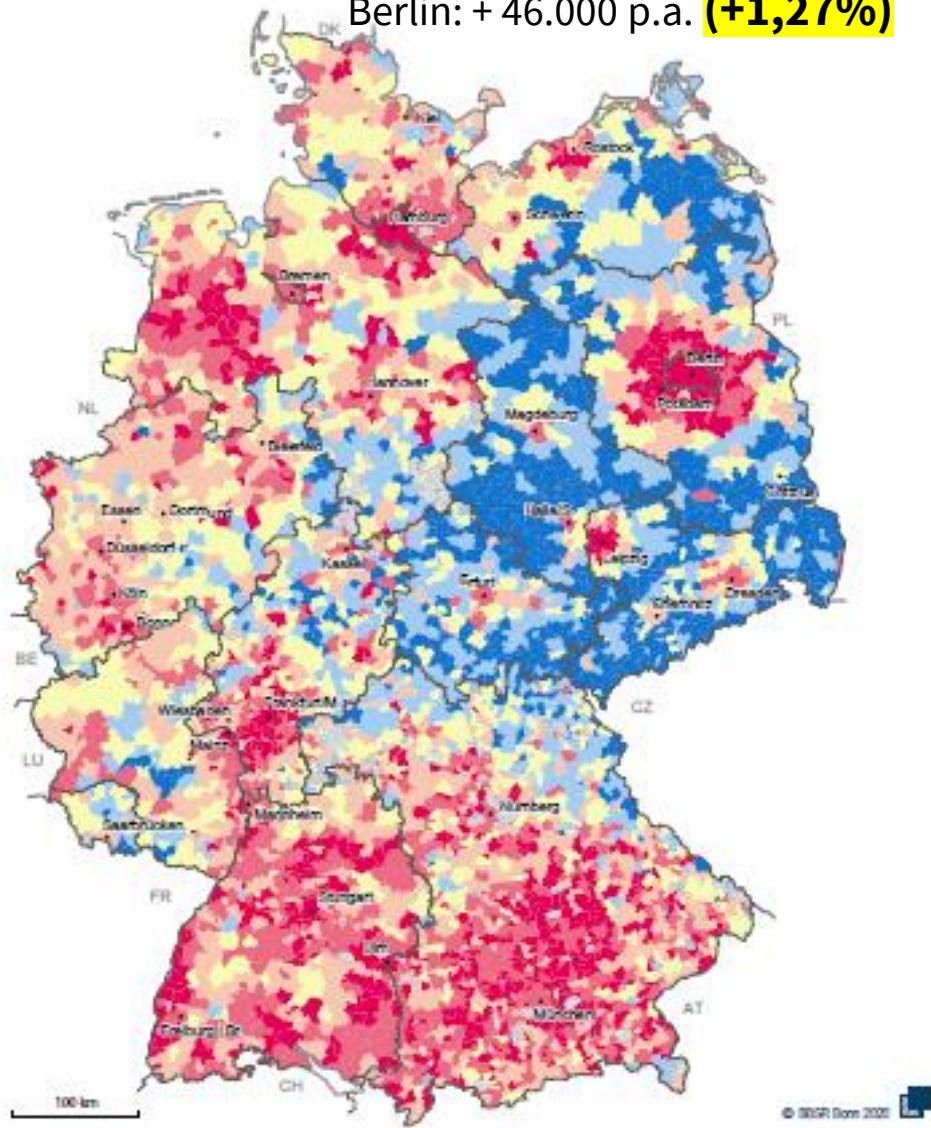 Berlin: + 46.000 p.a. (+1,27%)
DK
Kiel
Rostock
Hamburg
Schwerin
Bremen
PL
Berlin
Hannover
Potsdam
NL
Magdeburg
Bielefeld
Cottbus
Essen
Dortmund
Halle/S
Düsseldorf
Leipzig
Kassel
Erfurt
Köln
Dresden
Chemnitz
Bonn
BE
CZ
Wiesbaden
Frankfurt/M
Mainz
LU
Nürnberg
Mannheim
Saarbrücken
FR
Stuttgart
Ulm
AT
München
Freiburg i.Br.
CH
100 km
© BBSR Bonn 2020